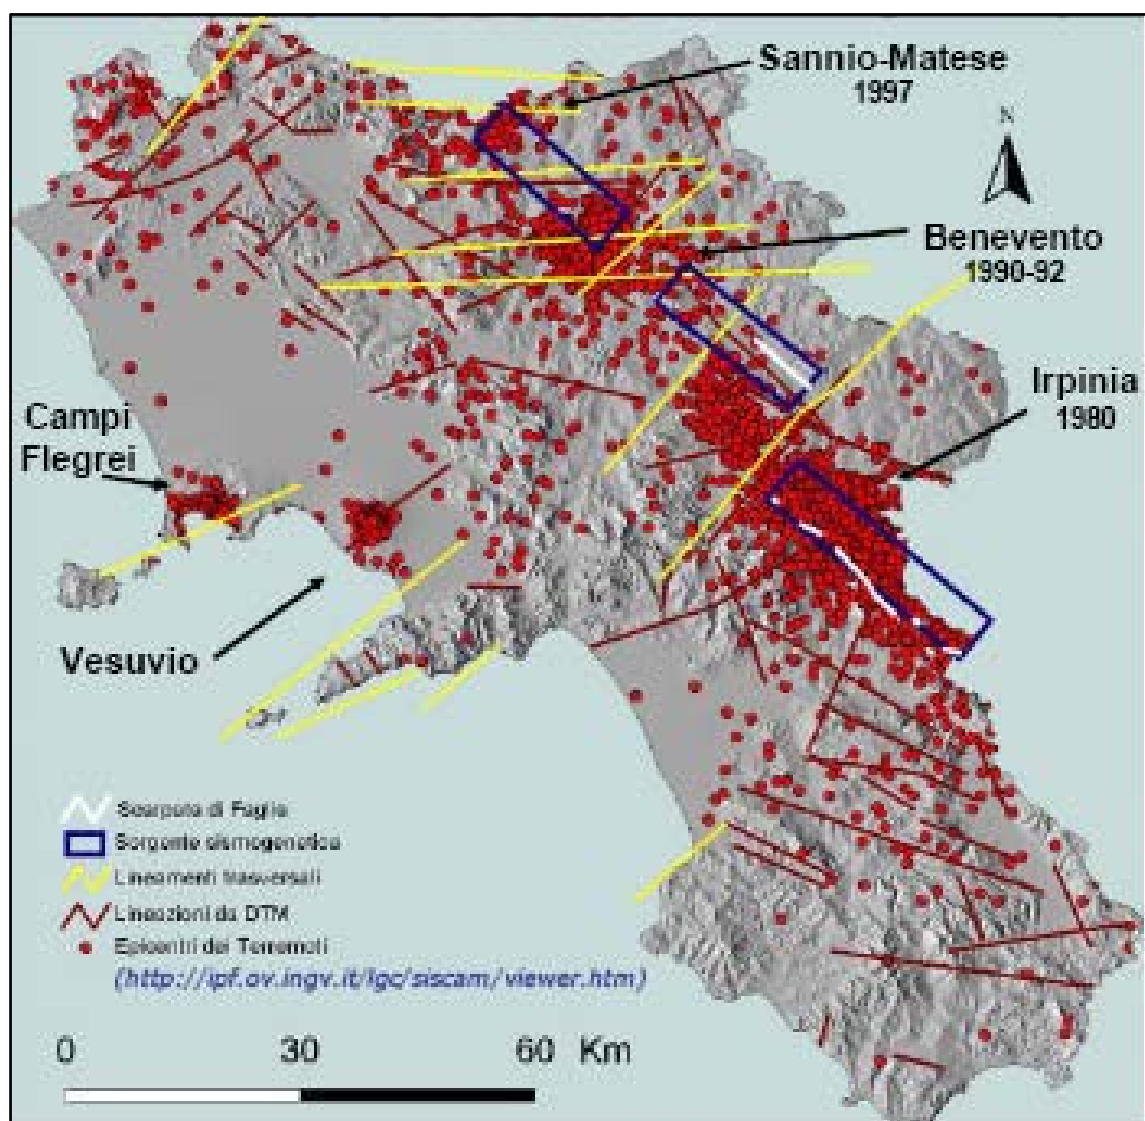 Sannio-Matese
1997
N
Benevento
1990-92
Irpinia
1980
Campi
Flegrei
Vesuvio
Scarpata di Faglia
Sorgente sismogenetica
Lineamenti trasversali
Lineazioni da DTM
Epicentri dei Terremoti
(http://ipf.ov.ingv.it/lgc/siscam/viewer.htm)
0 30 60 Km